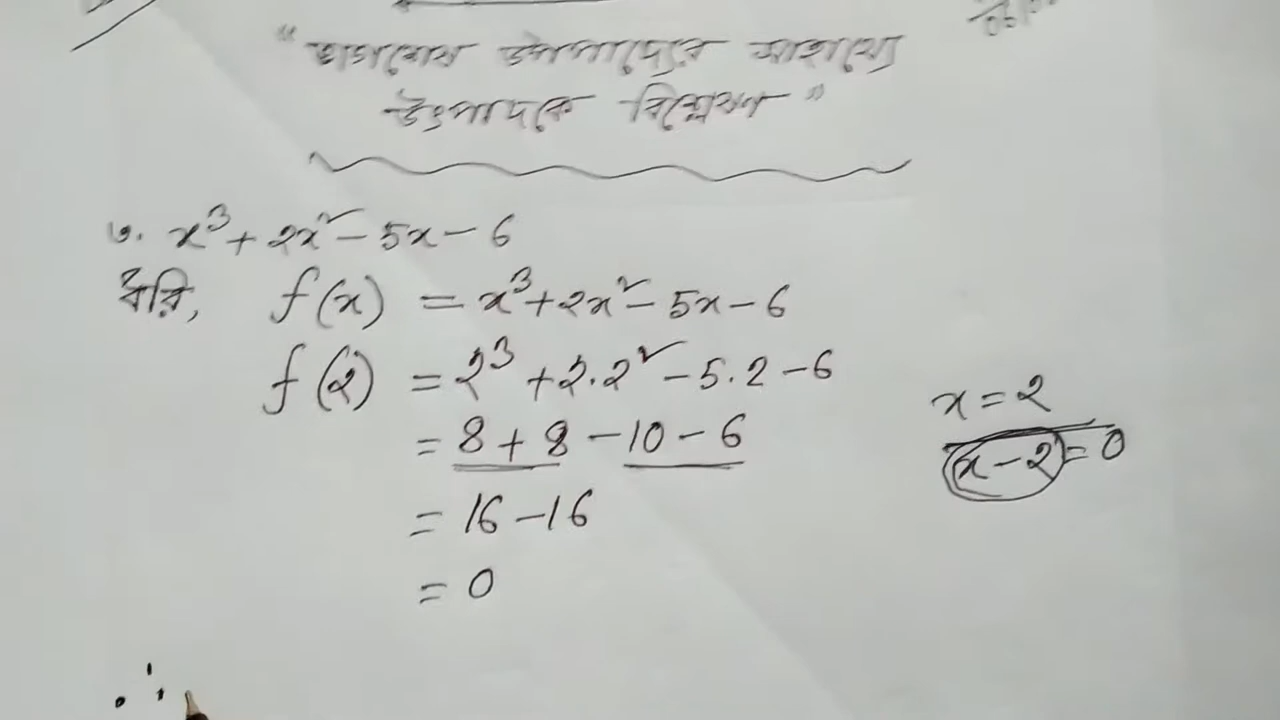 "ভাগশেষ উপপাদ্যের সাহায্যে
উৎপাদকে বিশ্লেষণ"
৩. x³ + 2x² - 5x - 6
ধরি, f(x) = x³ + 2x² - 5x - 6
f(2) = 2³ + 2.2² - 5.2 - 6
= 8 + 8 - 10 - 6
= 16 - 16
= 0
x = 2
x - 2 = 0